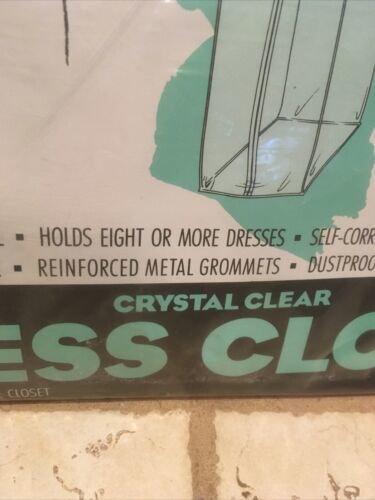 ▪ HOLDS EIGHT OR MORE DRESSES ▪ SELF-CORR
▪ REINFORCED METAL GROMMETS ▪ DUSTPROO
CRYSTAL CLEAR
ESS CLO
CLOSET